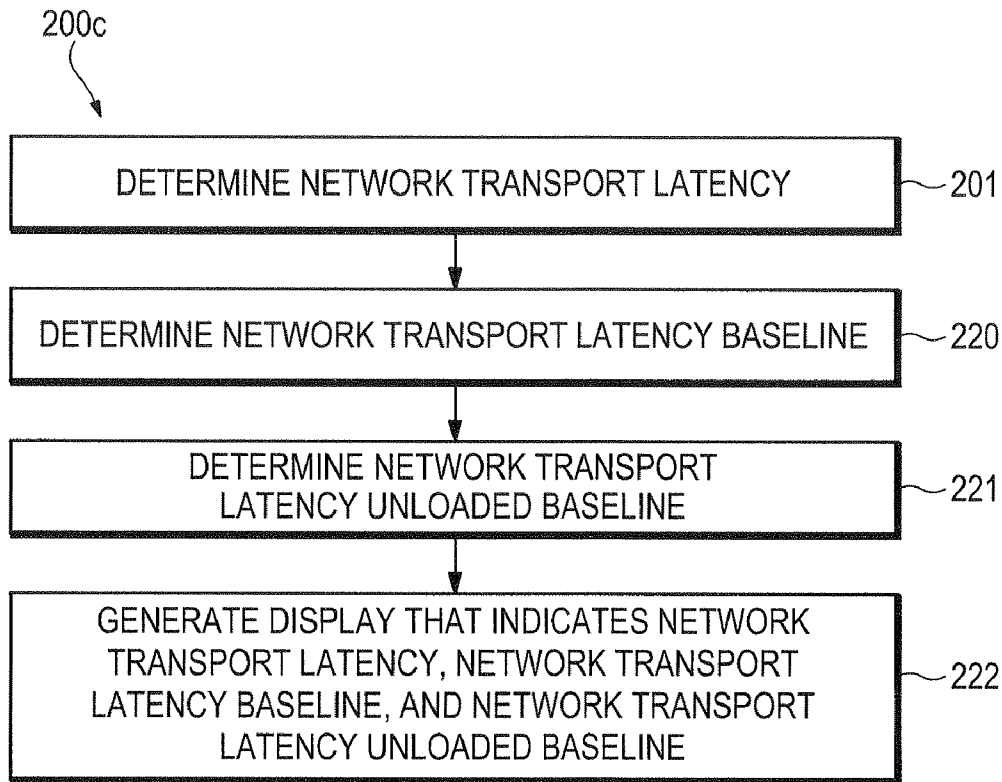 200c
DETERMINE NETWORK TRANSPORT LATENCY
201
DETERMINE NETWORK TRANSPORT LATENCY BASELINE
220
DETERMINE NETWORK TRANSPORT
LATENCY UNLOADED BASELINE
221
GENERATE DISPLAY THAT INDICATES NETWORK
TRANSPORT LATENCY, NETWORK TRANSPORT
LATENCY BASELINE, AND NETWORK TRANSPORT
LATENCY UNLOADED BASELINE
222